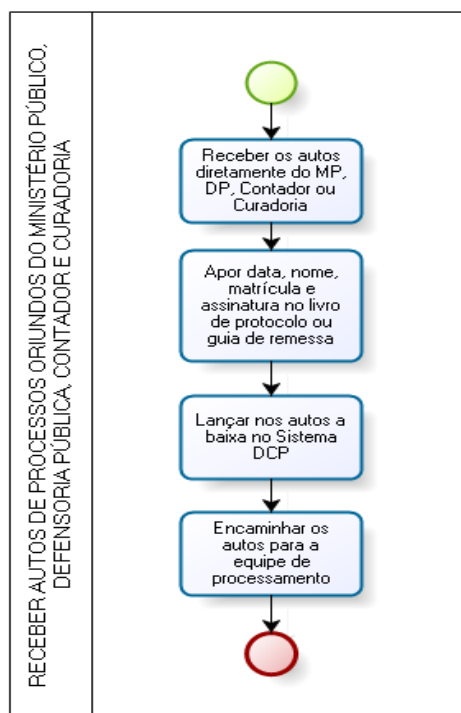 RECEBER AUTOS DE PROCESSOS ORIUNDOS DO MINISTÉRIO PÚBLICO,
DEFENSORIA PÚBLICA, CONTADOR E CURADORIA
Receber os autos
diretamente do MP,
DP, Contador ou
Curadoria
Apor data, nome,
matrícula e
assinatura no livro
de protocolo ou
guia de remessa
Lançar nos autos a
baixa no Sistema
DCP
Encaminhar os
autos para a
equipe de
processamento